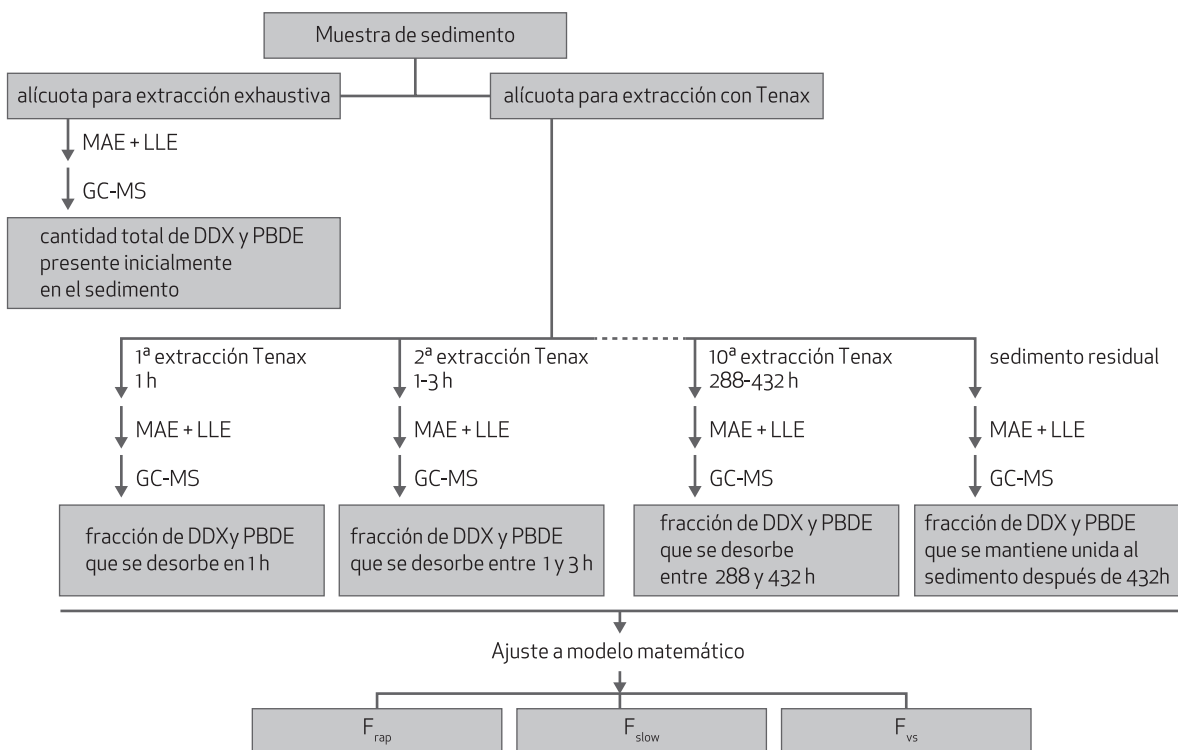 Muestra de sedimento
alícuota para extracción exhaustiva
alícuota para extracción con Tenax
MAE + LLE
GC-MS
cantidad total de DDX y PBDE
presente inicialmente
en el sedimento
1ª extracción Tenax
1 h
MAE + LLE
GC-MS
fracción de DDXy PBDE
que se desorbe en 1 h
2ª extracción Tenax
1-3 h
MAE + LLE
GC-MS
fracción de DDX y PBDE
que se desorbe entre 1 y 3 h
10ª extracción Tenax
288-432 h
MAE + LLE
GC-MS
fracción de DDX y PBDE
que se desorbe
entre 288 y 432 h
sedimento residual
MAE + LLE
GC-MS
fracción de DDX y PBDE
que se mantiene unida al
sedimento después de 432h
Ajuste a modelo matemático
F rap
F slow
F vs